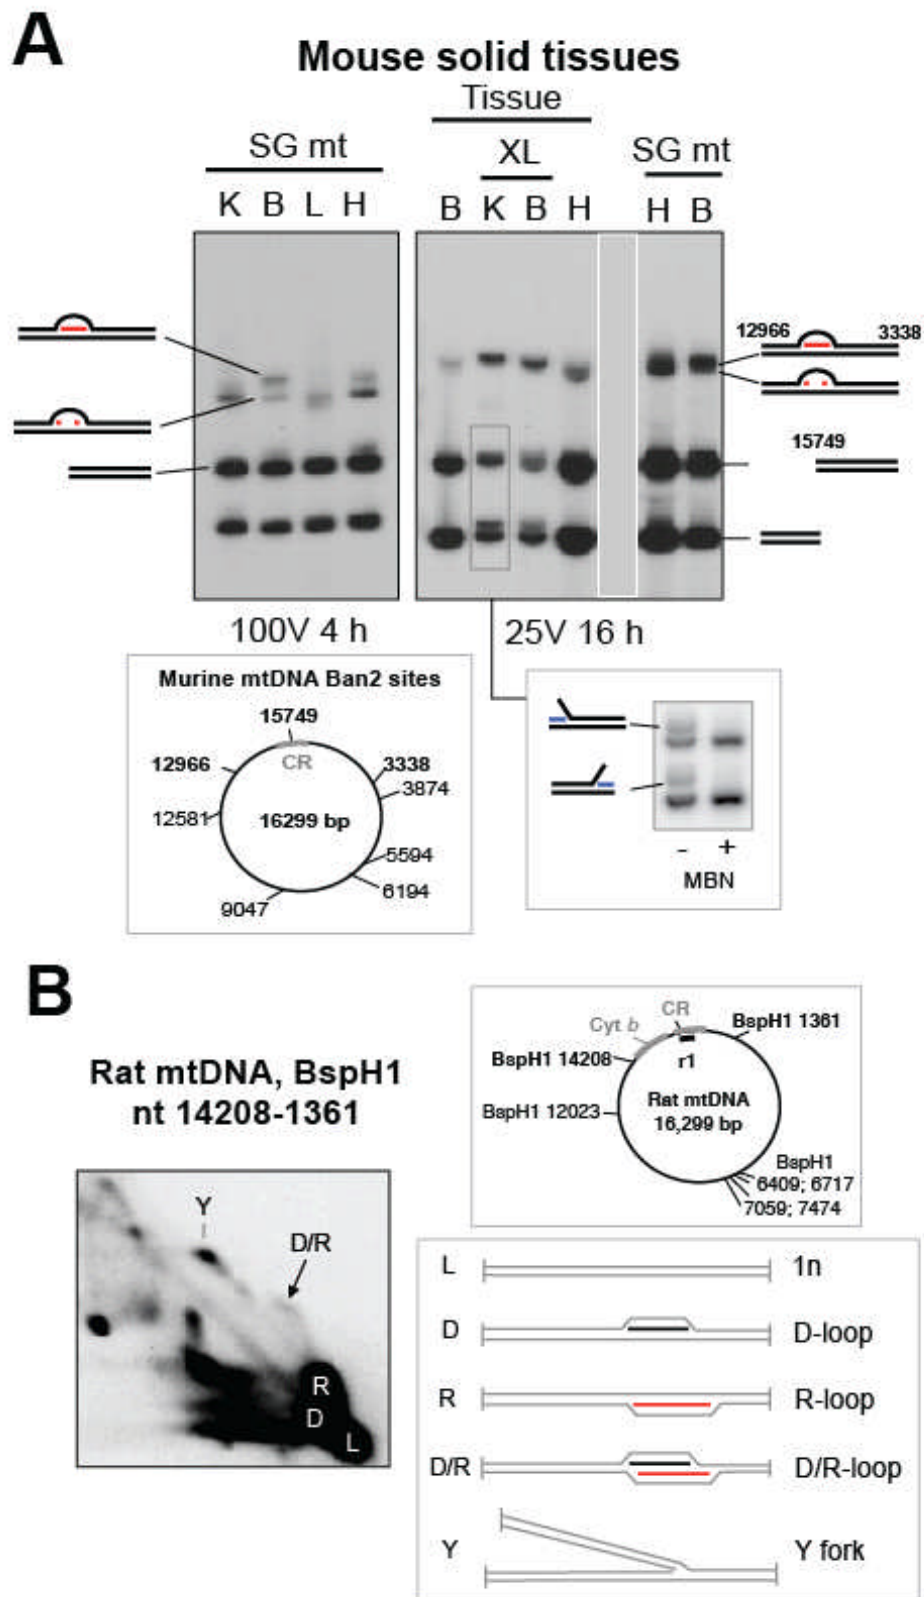 A
Mouse solid tissues
Tissue
SG mt
XL
SG mt
K B L H
B K B H
H B
12966
3338
15749
100V 4 h
25V 16 h
Murine mtDNA Ban2 sites
15749
CR
12966
3338
3874
12581
16299 bp
5594
6194
9047
- +
MBN
B
Rat mtDNA, BspH1
nt 14208-1361
CR
Cyt b
BspH1 1361
BspH1 14208
r1
BspH1 12023
Rat mtDNA
16,299 bp
BspH1
6409; 6717
7059; 7474
Y
D/R
R
D
L
L 1n
D D-loop
R R-loop
D/R D/R-loop
Y Y fork